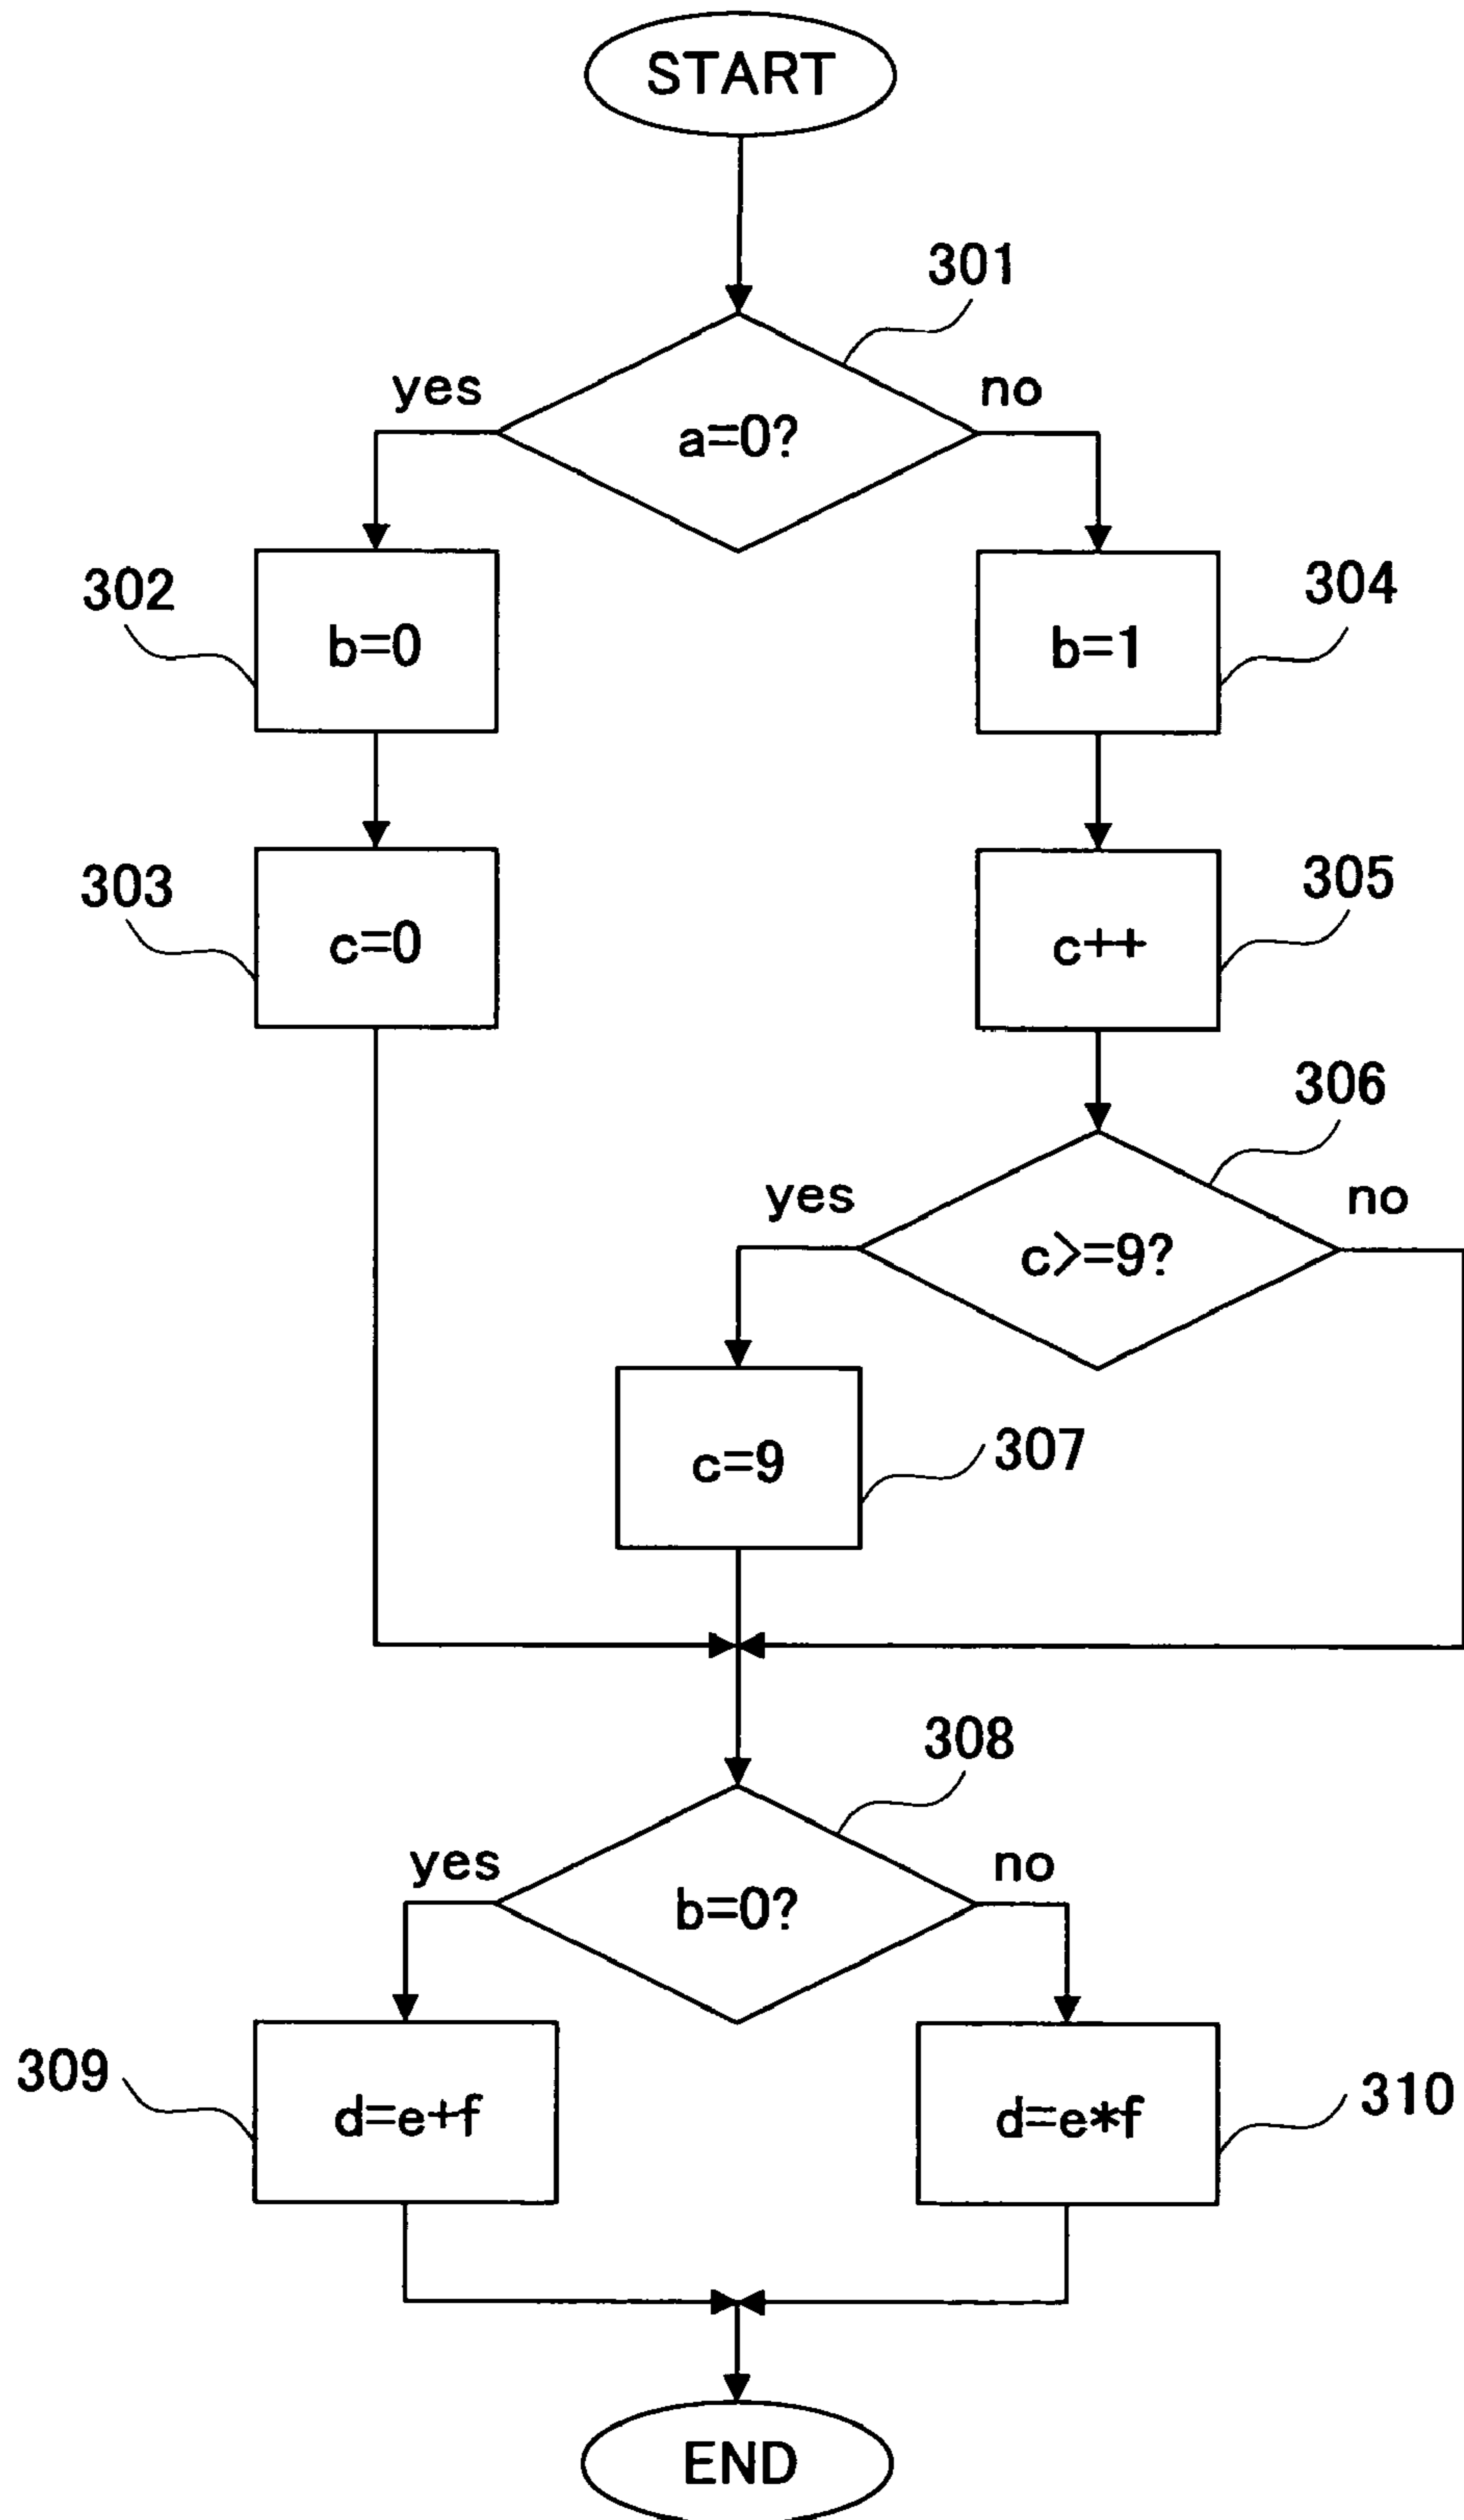 START
301
yes
no
a=0?
302
b=0
304
b=1
303
c=0
305
c++
306
yes
no
c>=9?
c=9
307
308
yes
no
b=0?
309
d=e+f
d=e*f
310
END